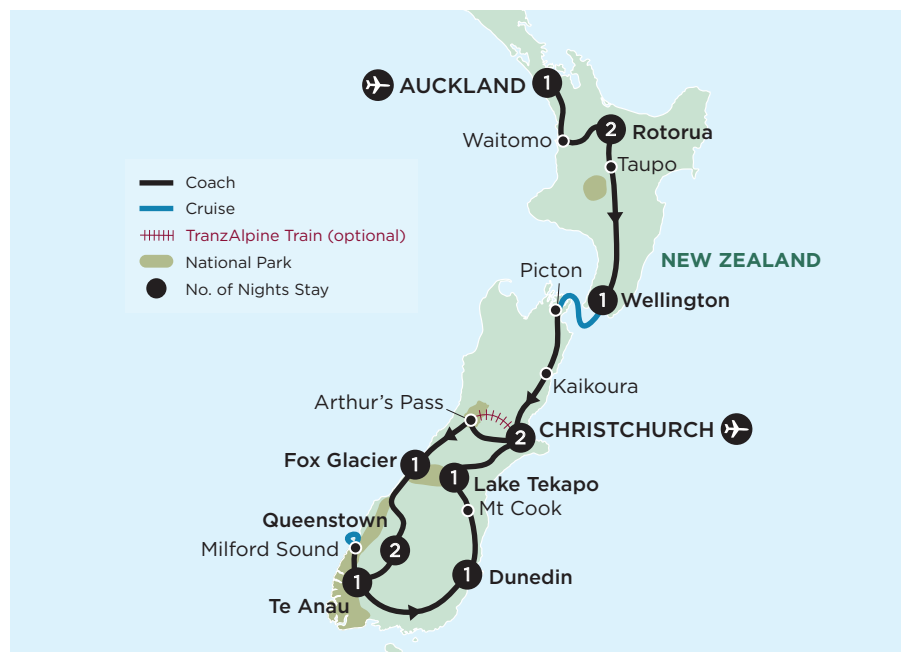 AUCKLAND
1
Waitomo
2
Rotorua
Taupo
Coach
Cruise
TranzAlpine Train (optional)
National Park
No. of Nights Stay
NEW ZEALAND
Picton
1
Wellington
Kaikoura
Arthur's Pass
2
CHRISTCHURCH
Fox Glacier
1
1
Lake Tekapo
Mt Cook
Queenstown
Milford Sound
2
1
Te Anau
1
Dunedin